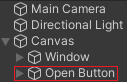 Main Camera
Directional Light
Canvas
Window
Open Button